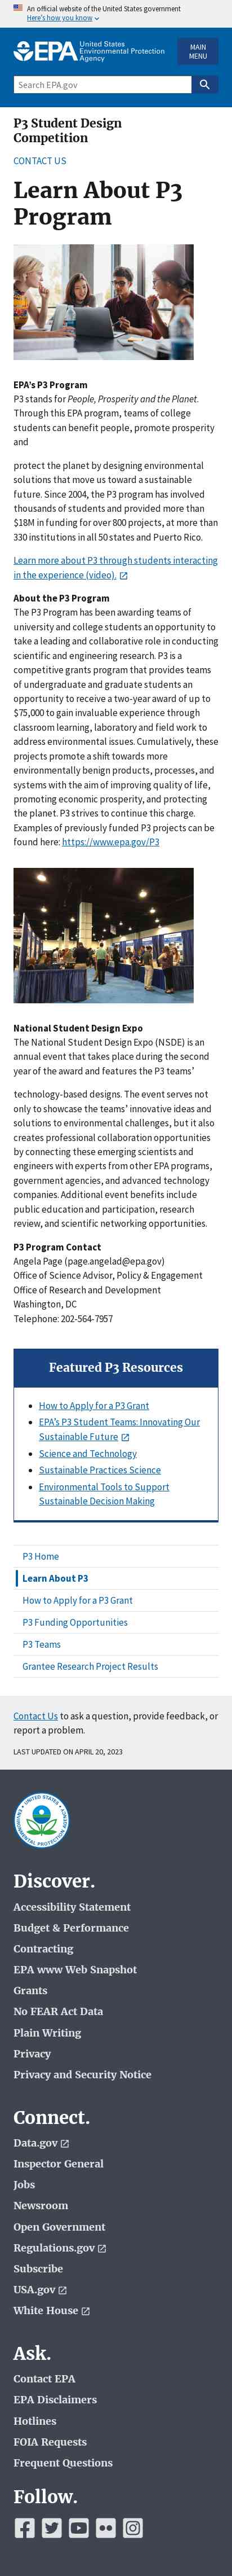 An official website of the United States government
Here's how you know
EPA United States
Environmental Protection
Agency
MAIN
MENU
Search EPA.gov
P3 Student Design
Competition
CONTACT US
Learn About P3
Program
EPA's P3 Program
P3 stands for People, Prosperity and the Planet.
Through this EPA program, teams of college
students can benefit people, promote prosperity
and
protect the planet by designing environmental
solutions that move us toward a sustainable
future. Since 2004, the P3 program has involved
thousands of students and provided more than
$18M in funding for over 800 projects, at more than
330 institutions in all 50 states and Puerto Rico.
Learn more about P3 through students interacting
in the experience (video).
About the P3 Program
The P3 Program has been awarding teams of
university and college students an opportunity to
take a leading and collaborative role in conducting
scientific and engineering research. P3 is a
competitive grants program that provides teams
of undergraduate and graduate students an
opportunity to receive a two-year award of up to
$75,000 to gain invaluable experience through
classroom learning, laboratory and field work to
address environmental issues. Cumulatively, these
projects promote a shift towards more
environmentally benign products, processes, and
systems with the aim of improving quality of life,
promoting economic prosperity, and protecting
the planet. P3 strives to continue this charge.
Examples of previously funded P3 projects can be
found here: https://www.epa.gov/P3
National Student Design Expo
The National Student Design Expo (NSDE) is an
annual event that takes place during the second
year of the award and features the P3 teams'
technology-based designs. The event serves not
only to showcase the teams' innovative ideas and
solutions to environmental challenges, but it also
offers exceptional collaboration opportunities by
connecting these emerging scientists and
engineers with one another, other EPA programs,
government agencies, and advanced technology
companies. Additional event benefits include
public education and outreach, poster research
review, and scientific networking opportunities.
P3 Program Contact
Angela Page (page.angelad@epa.gov)
Office of Science Advisor, Policy & Engagement
Office of Research and Development
Washington, DC
Telephone: 202-564-7957
Featured P3 Resources
How to Apply for a P3 Grant
EPA's P3 Student Teams: Innovating Our
Sustainable Future
Science and Technology
Sustainable Practices Science
Environmental Tools to Support
Sustainable Decision Making
P3 Home
Learn About P3
How to Apply for a P3 Grant
P3 Funding Opportunities
P3 Teams
Grantee Research Project Results
Contact Us to ask a question, provide feedback, or
report a problem.
LAST UPDATED ON APRIL 20, 2023
UNITED STATES
ENVIRONMENTAL PROTECTION AGENCY
Discover.
Accessibility Statement
Budget & Performance
Contracting
EPA www Web Snapshot
Grants
No FEAR Act Data
Plain Writing
Privacy
Privacy and Security Notice
Connect.
Data.gov
Inspector General
Jobs
Newsroom
Open Government
Regulations.gov
Subscribe
USA.gov
White House
Ask.
Contact EPA
EPA Disclaimers
Hotlines
FOIA Requests
Frequent Questions
Follow.